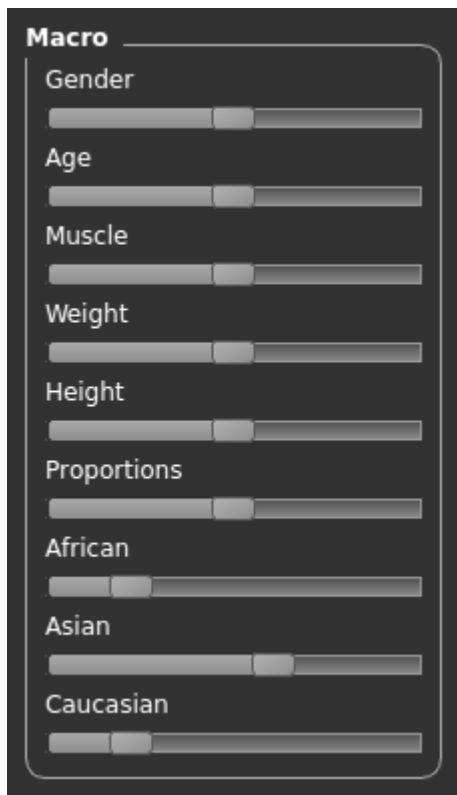 Macro
Gender
Age
Muscle
Weight
Height
Proportions
African
Asian
Caucasian